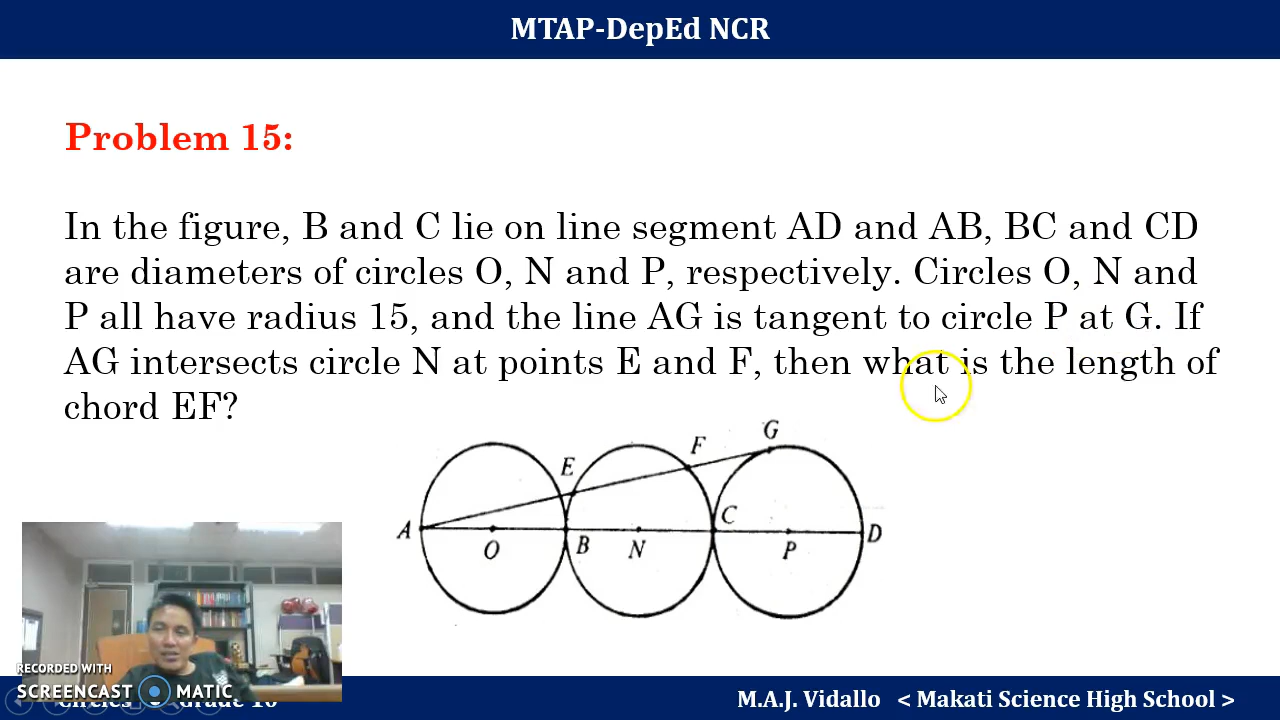 MTAP-DepEd NCR
Problem 15:
In the figure, B and C lie on line segment AD and AB, BC and CD
are diameters of circles O, N and P, respectively. Circles O, N and
P all have radius 15, and the line AG is tangent to circle P at G. If
AG intersects circle N at points E and F, then what is the length of
chord EF?
G
F
E
C
A
O
B
N
P
D
RECORDED WITH
SCREENCAST MATIC
Circles
Grade 10
M.A.J. Vidallo < Makati Science High School >